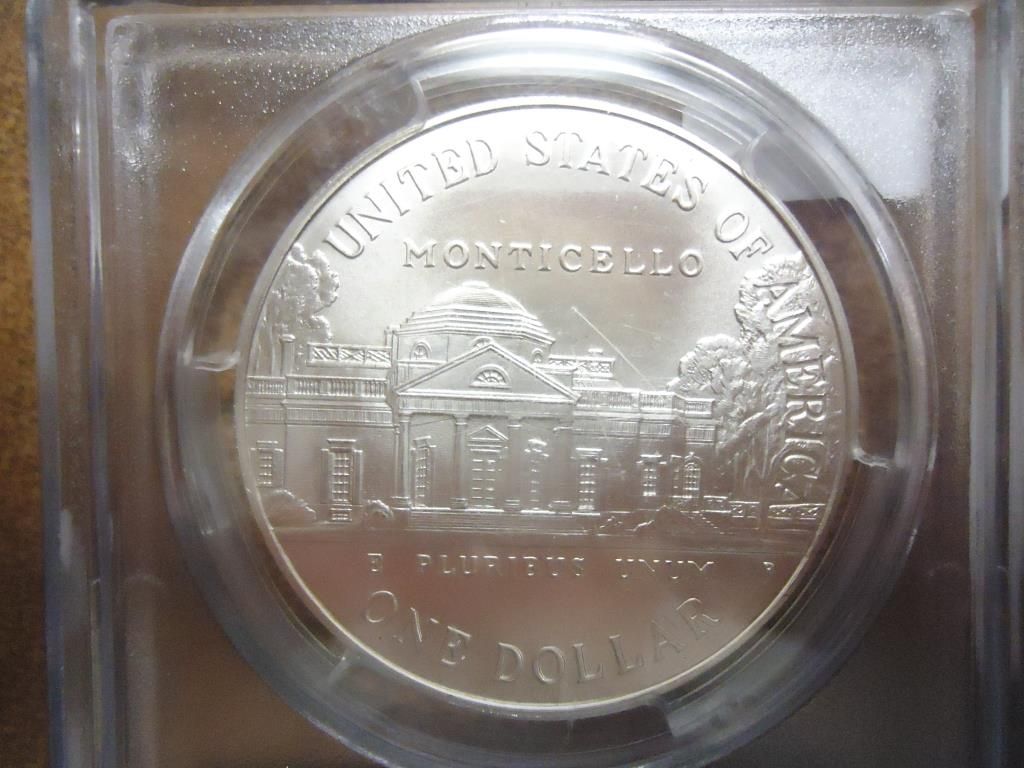 UNITED STATES OF AMERICA
MONTICELLO
E PLURIBUS UNUM P
ONE DOLLAR